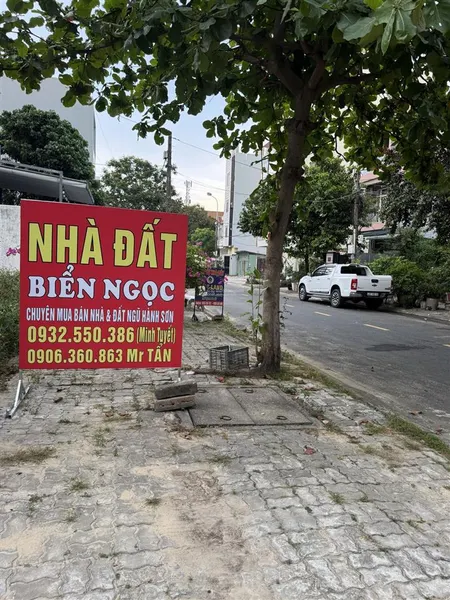 NHÀ ĐẤT
BIỂN NGỌC
CHUYÊN MUA BÁN NHÀ & ĐẤT NGŨ HÀNH SƠN
0932.550.386 (Minh Tuyết)
0906.360.863 Mr TẤN